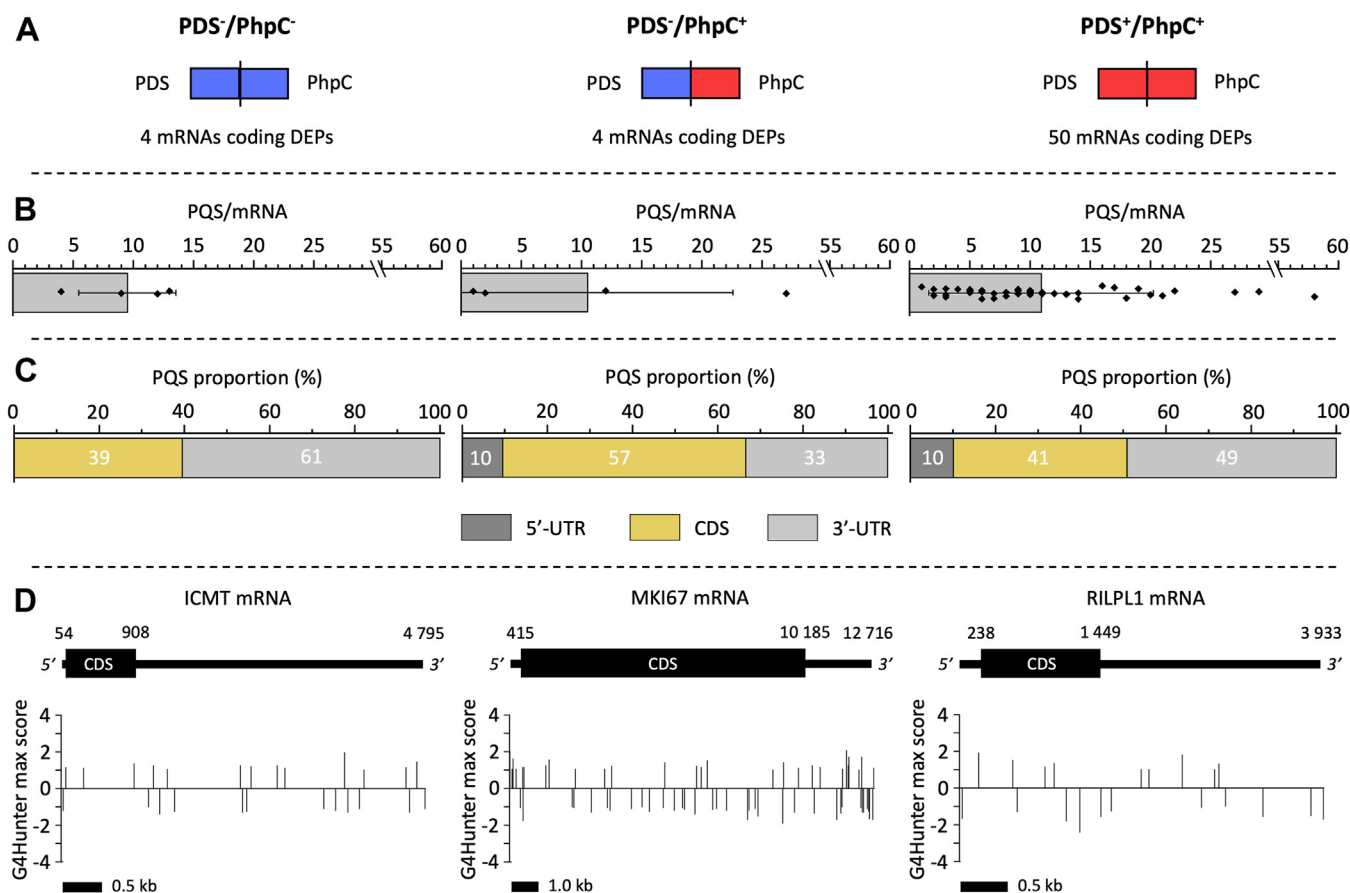 A
PDS⁻/PhpC⁻
PDS⁻/PhpC⁺
PDS⁺/PhpC⁺
PDS
PhpC
PDS
PhpC
PDS
PhpC
4 mRNAs coding DEPs
4 mRNAs coding DEPs
50 mRNAs coding DEPs
B
PQS/mRNA
PQS/mRNA
PQS/mRNA
0 5 10 15 20 25 55 60
0 5 10 15 20 25 55 60
5 10 15 20 25 55 60
C
PQS proportion (%)
PQS proportion (%)
PQS proportion (%)
0 20 40 60 80 100
0 20 40 60 80 100
0 20 40 60 80 100
39 61
10 57 33
10 41 49
5’-UTR
CDS
3’-UTR
D
ICMT mRNA
MKI67 mRNA
RILPL1 mRNA
54 908 4 795
415 10 185 12 716
238 1 449 3 933
5’ CDS 3’
5’ CDS 3’
5’ CDS 3’
G4Hunter max score
4
2
0
-2
-4
0.5 kb
G4Hunter max score
4
2
0
-2
-4
1.0 kb
G4Hunter max score
4
2
0
-2
-4
0.5 kb